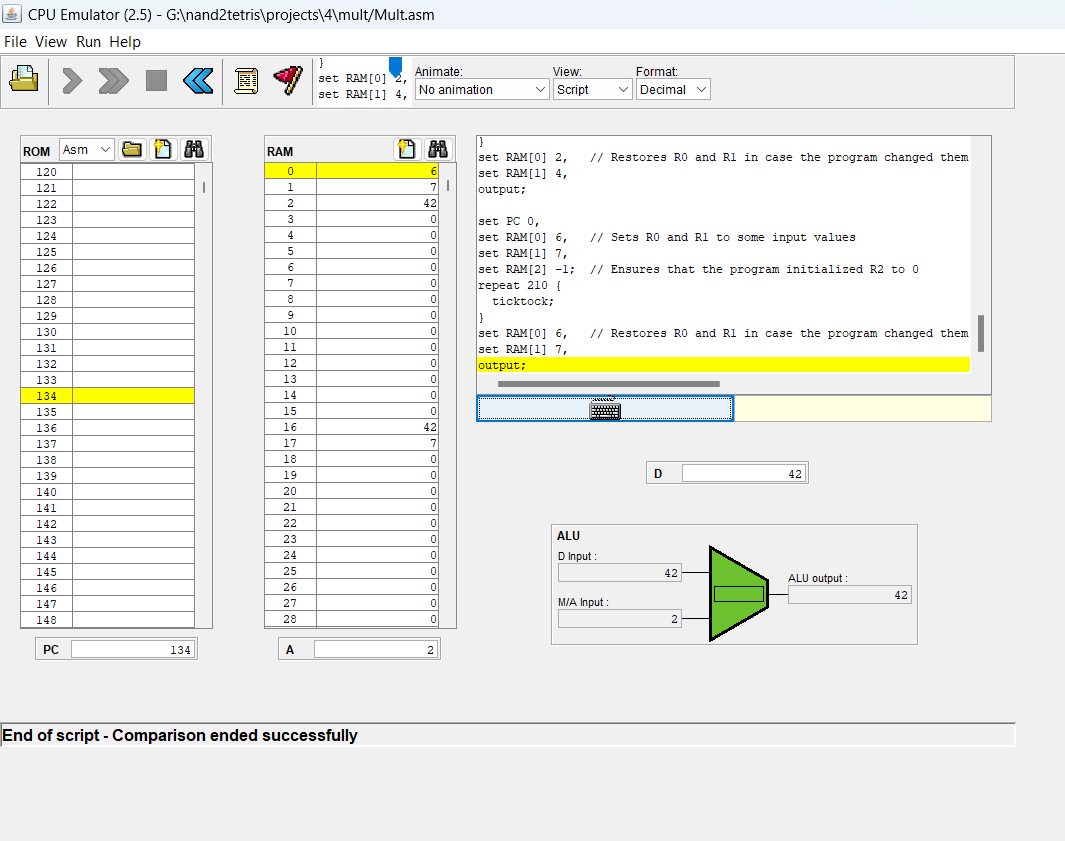 CPU Emulator (2.5) - G:\nand2tetris\projects\4\mult/Mult.asm
File View Run Help
}
set RAM[0] 2,
set RAM[1] 4,
Animate:
No animation
View:
Script
Format:
Decimal
ROM Asm
120
121
122
123
124
125
126
127
128
129
130
131
132
133
134
135
136
137
138
139
140
141
142
143
144
145
146
147
148
PC 134
RAM
0 6
1 7
2 42
3 0
4 0
5 0
6 0
7 0
8 0
9 0
10 0
11 0
12 0
13 0
14 0
15 0
16 42
17 7
18 0
19 0
20 0
21 0
22 0
23 0
24 0
25 0
26 0
27 0
28 0
A 2
}
set RAM[0] 2,   // Restores R0 and R1 in case the program changed them
set RAM[1] 4,
output;
set PC 0,
set RAM[0] 6,   // Sets R0 and R1 to some input values
set RAM[1] 7,
set RAM[2] -1;  // Ensures that the program initialized R2 to 0
repeat 210 {
  ticktock;
}
set RAM[0] 6,   // Restores R0 and R1 in case the program changed them
set RAM[1] 7,
output;
D 42
ALU
D Input :
42
M/A Input :
2
ALU output :
42
End of script - Comparison ended successfully